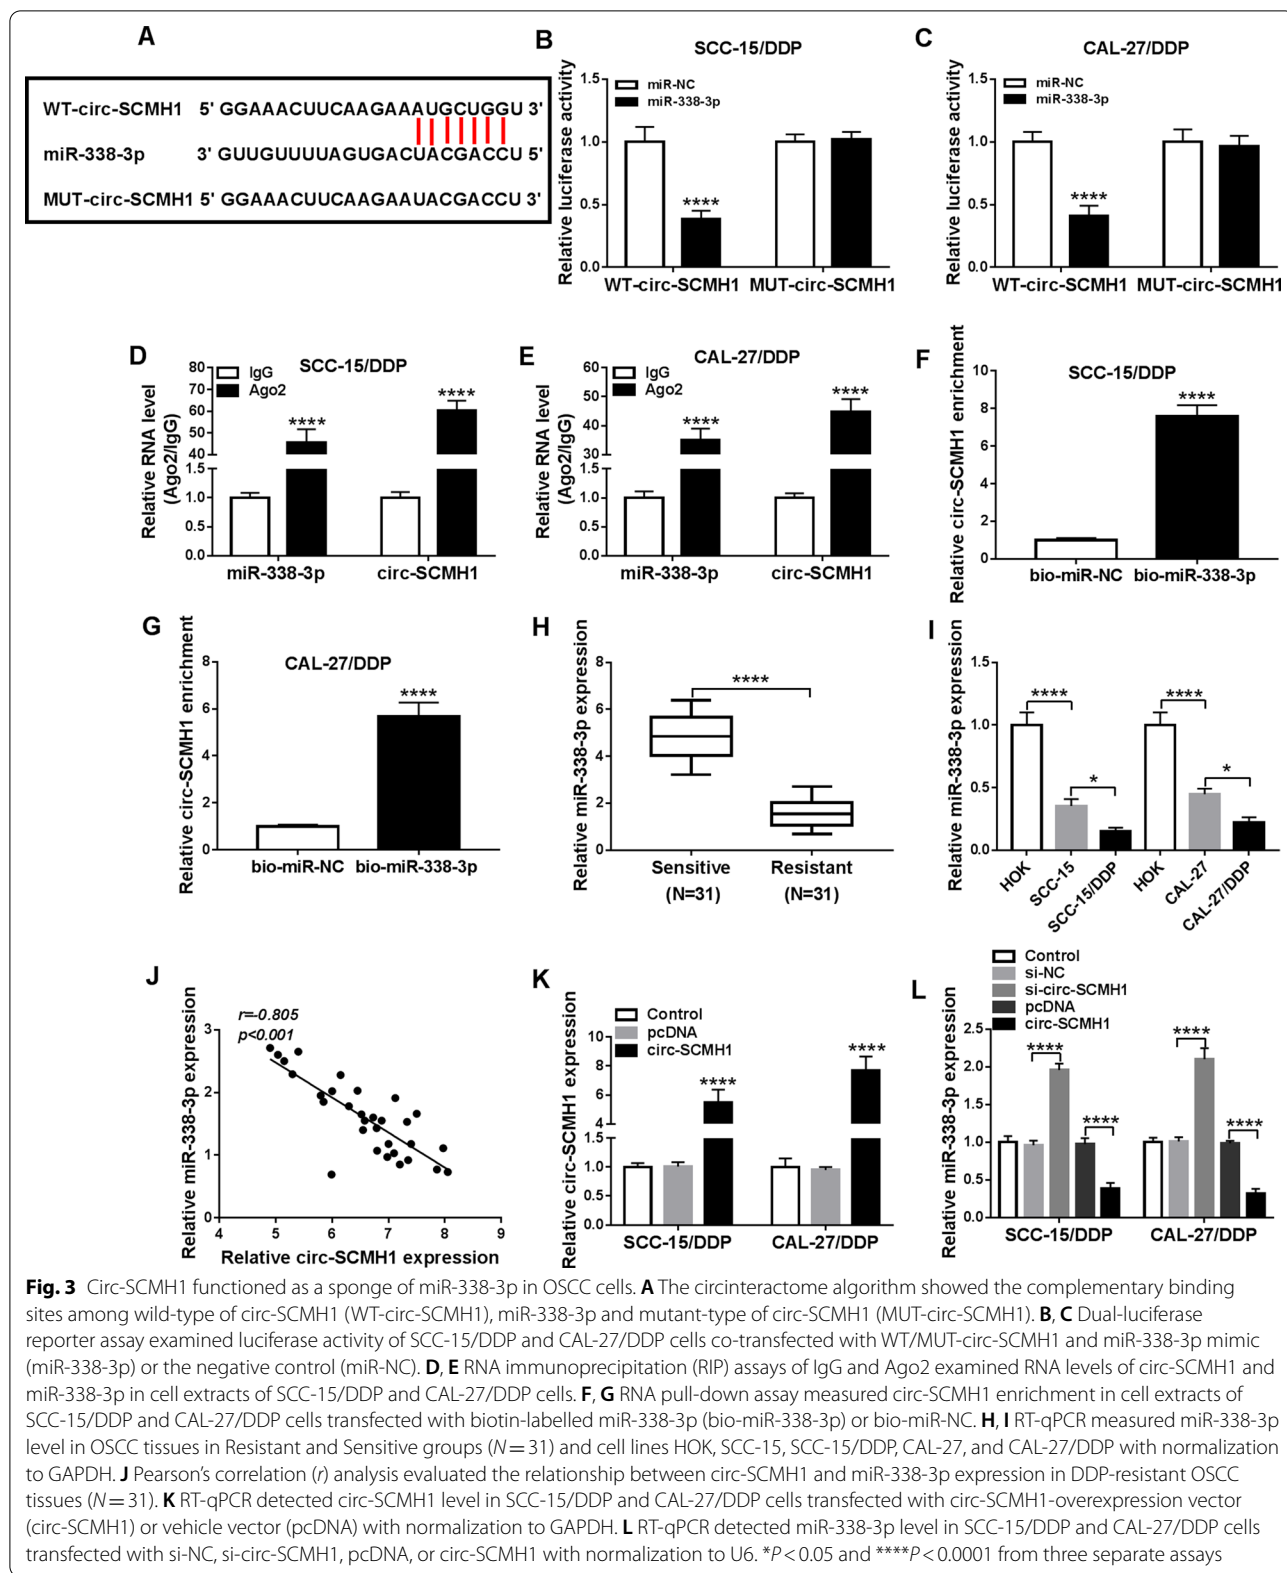 A
WT-circ-SCMH1 5' GGAAACUUCAAGAAAUGCUGGU 3'
miR-338-3p 3' GUUGUUUUAGUGACUACGACCU 5'
MUT-circ-SCMH1 5' GGAAACUUCAAGAAUACGACCU 3'
B
SCC-15/DDP
Relative luciferase activity
1.5
1.0
0.5
0.0
miR-NC
miR-338-3p
****
WT-circ-SCMH1 MUT-circ-SCMH1
C
CAL-27/DDP
Relative luciferase activity
1.5
1.0
0.5
0.0
miR-NC
miR-338-3p
****
WT-circ-SCMH1 MUT-circ-SCMH1
D
SCC-15/DDP
Relative RNA level
(Ago2/IgG)
80
70
60
50
40
1.5
1.0
0.5
0.0
IgG
Ago2
****
****
miR-338-3p circ-SCMH1
E
CAL-27/DDP
Relative RNA level
(Ago2/IgG)
60
50
40
30
1.5
1.0
0.5
0.0
IgG
Ago2
****
****
miR-338-3p circ-SCMH1
F
SCC-15/DDP
Relative circ-SCMH1 enrichment
10
8
6
4
2
0
****
bio-miR-NC bio-miR-338-3p
G
CAL-27/DDP
Relative circ-SCMH1 enrichment
8
6
4
2
0
****
bio-miR-NC bio-miR-338-3p
H
Relative miR-338-3p expression
8
6
4
2
0
****
Sensitive Resistant
(N=31) (N=31)
I
Relative miR-338-3p expression
1.5
1.0
0.5
0.0
****
*
****
*
HOK
SCC-15
SCC-15/DDP
HOK
CAL-27
CAL-27/DDP
J
Relative miR-338-3p expression
r=-0.805
p<0.001
3
2
1
0
4 5 6 7 8 9
Relative circ-SCMH1 expression
K
Relative circ-SCMH1 expression
Control
pcDNA
circ-SCMH1
10
8
6
4
1.5
1.0
0.5
0.0
****
****
SCC-15/DDP CAL-27/DDP
L
Relative miR-338-3p expression
Control
si-NC
si-circ-SCMH1
pcDNA
circ-SCMH1
2.5
2.0
1.5
1.0
0.5
0.0
****
****
****
****
SCC-15/DDP CAL-27/DDP
Fig. 3 Circ-SCMH1 functioned as a sponge of miR-338-3p in OSCC cells. A The circinteractome algorithm showed the complementary binding
sites among wild-type of circ-SCMH1 (WT-circ-SCMH1), miR-338-3p and mutant-type of circ-SCMH1 (MUT-circ-SCMH1). B, C Dual-luciferase
reporter assay examined luciferase activity of SCC-15/DDP and CAL-27/DDP cells co-transfected with WT/MUT-circ-SCMH1 and miR-338-3p mimic
(miR-338-3p) or the negative control (miR-NC). D, E RNA immunoprecipitation (RIP) assays of IgG and Ago2 examined RNA levels of circ-SCMH1 and
miR-338-3p in cell extracts of SCC-15/DDP and CAL-27/DDP cells. F, G RNA pull-down assay measured circ-SCMH1 enrichment in cell extracts of
SCC-15/DDP and CAL-27/DDP cells transfected with biotin-labelled miR-338-3p (bio-miR-338-3p) or bio-miR-NC. H, I RT-qPCR measured miR-338-3p
level in OSCC tissues in Resistant and Sensitive groups (N = 31) and cell lines HOK, SCC-15, SCC-15/DDP, CAL-27, and CAL-27/DDP with normalization
to GAPDH. J Pearson's correlation (r) analysis evaluated the relationship between circ-SCMH1 and miR-338-3p expression in DDP-resistant OSCC
tissues (N = 31). K RT-qPCR detected circ-SCMH1 level in SCC-15/DDP and CAL-27/DDP cells transfected with circ-SCMH1-overexpression vector
(circ-SCMH1) or vehicle vector (pcDNA) with normalization to GAPDH. L RT-qPCR detected miR-338-3p level in SCC-15/DDP and CAL-27/DDP cells
transfected with si-NC, si-circ-SCMH1, pcDNA, or circ-SCMH1 with normalization to U6. *P < 0.05 and ****P < 0.0001 from three separate assays